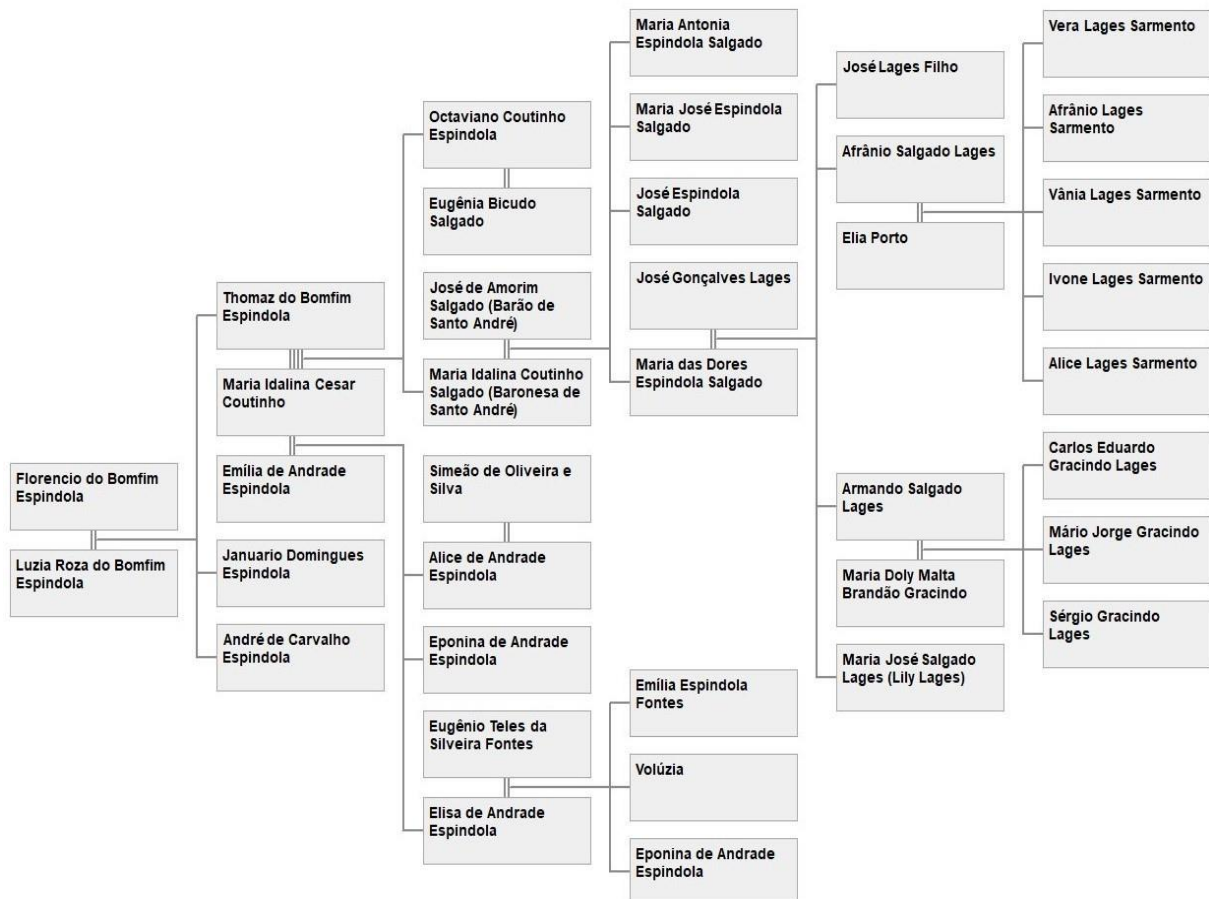 Florencio do Bomfim
Espindola
Luzia Roza do Bomfim
Espindola
Thomaz do Bomfim
Espindola
Maria Idalina Cesar
Coutinho
Emília de Andrade
Espindola
Januario Domingues
Espindola
André de Carvalho
Espindola
Octaviano Coutinho
Espindola
Eugênia Bicudo
Salgado
José de Amorim
Salgado (Barão de
Santo André)
Maria Idalina Coutinho
Salgado (Baronesa de
Santo André)
Simeão de Oliveira e
Silva
Alice de Andrade
Espindola
Eponina de Andrade
Espindola
Eugênio Teles da
Silveira Fontes
Elisa de Andrade
Espindola
Maria Antonia
Espindola Salgado
Maria José Espindola
Salgado
José Espindola
Salgado
José Gonçalves Lages
Maria das Dores
Espindola Salgado
Emília Espindola
Fontes
Volúzia
Eponina de Andrade
Espindola
José Lages Filho
Afrânio Salgado Lages
Elia Porto
Armando Salgado
Lages
Maria Doly Malta
Brandão Gracindo
Maria José Salgado
Lages (Lily Lages)
Vera Lages Sarmento
Afrânio Lages
Sarmento
Vânia Lages Sarmento
Ivone Lages Sarmento
Alice Lages Sarmento
Carlos Eduardo
Gracindo Lages
Mário Jorge Gracindo
Lages
Sérgio Gracindo
Lages